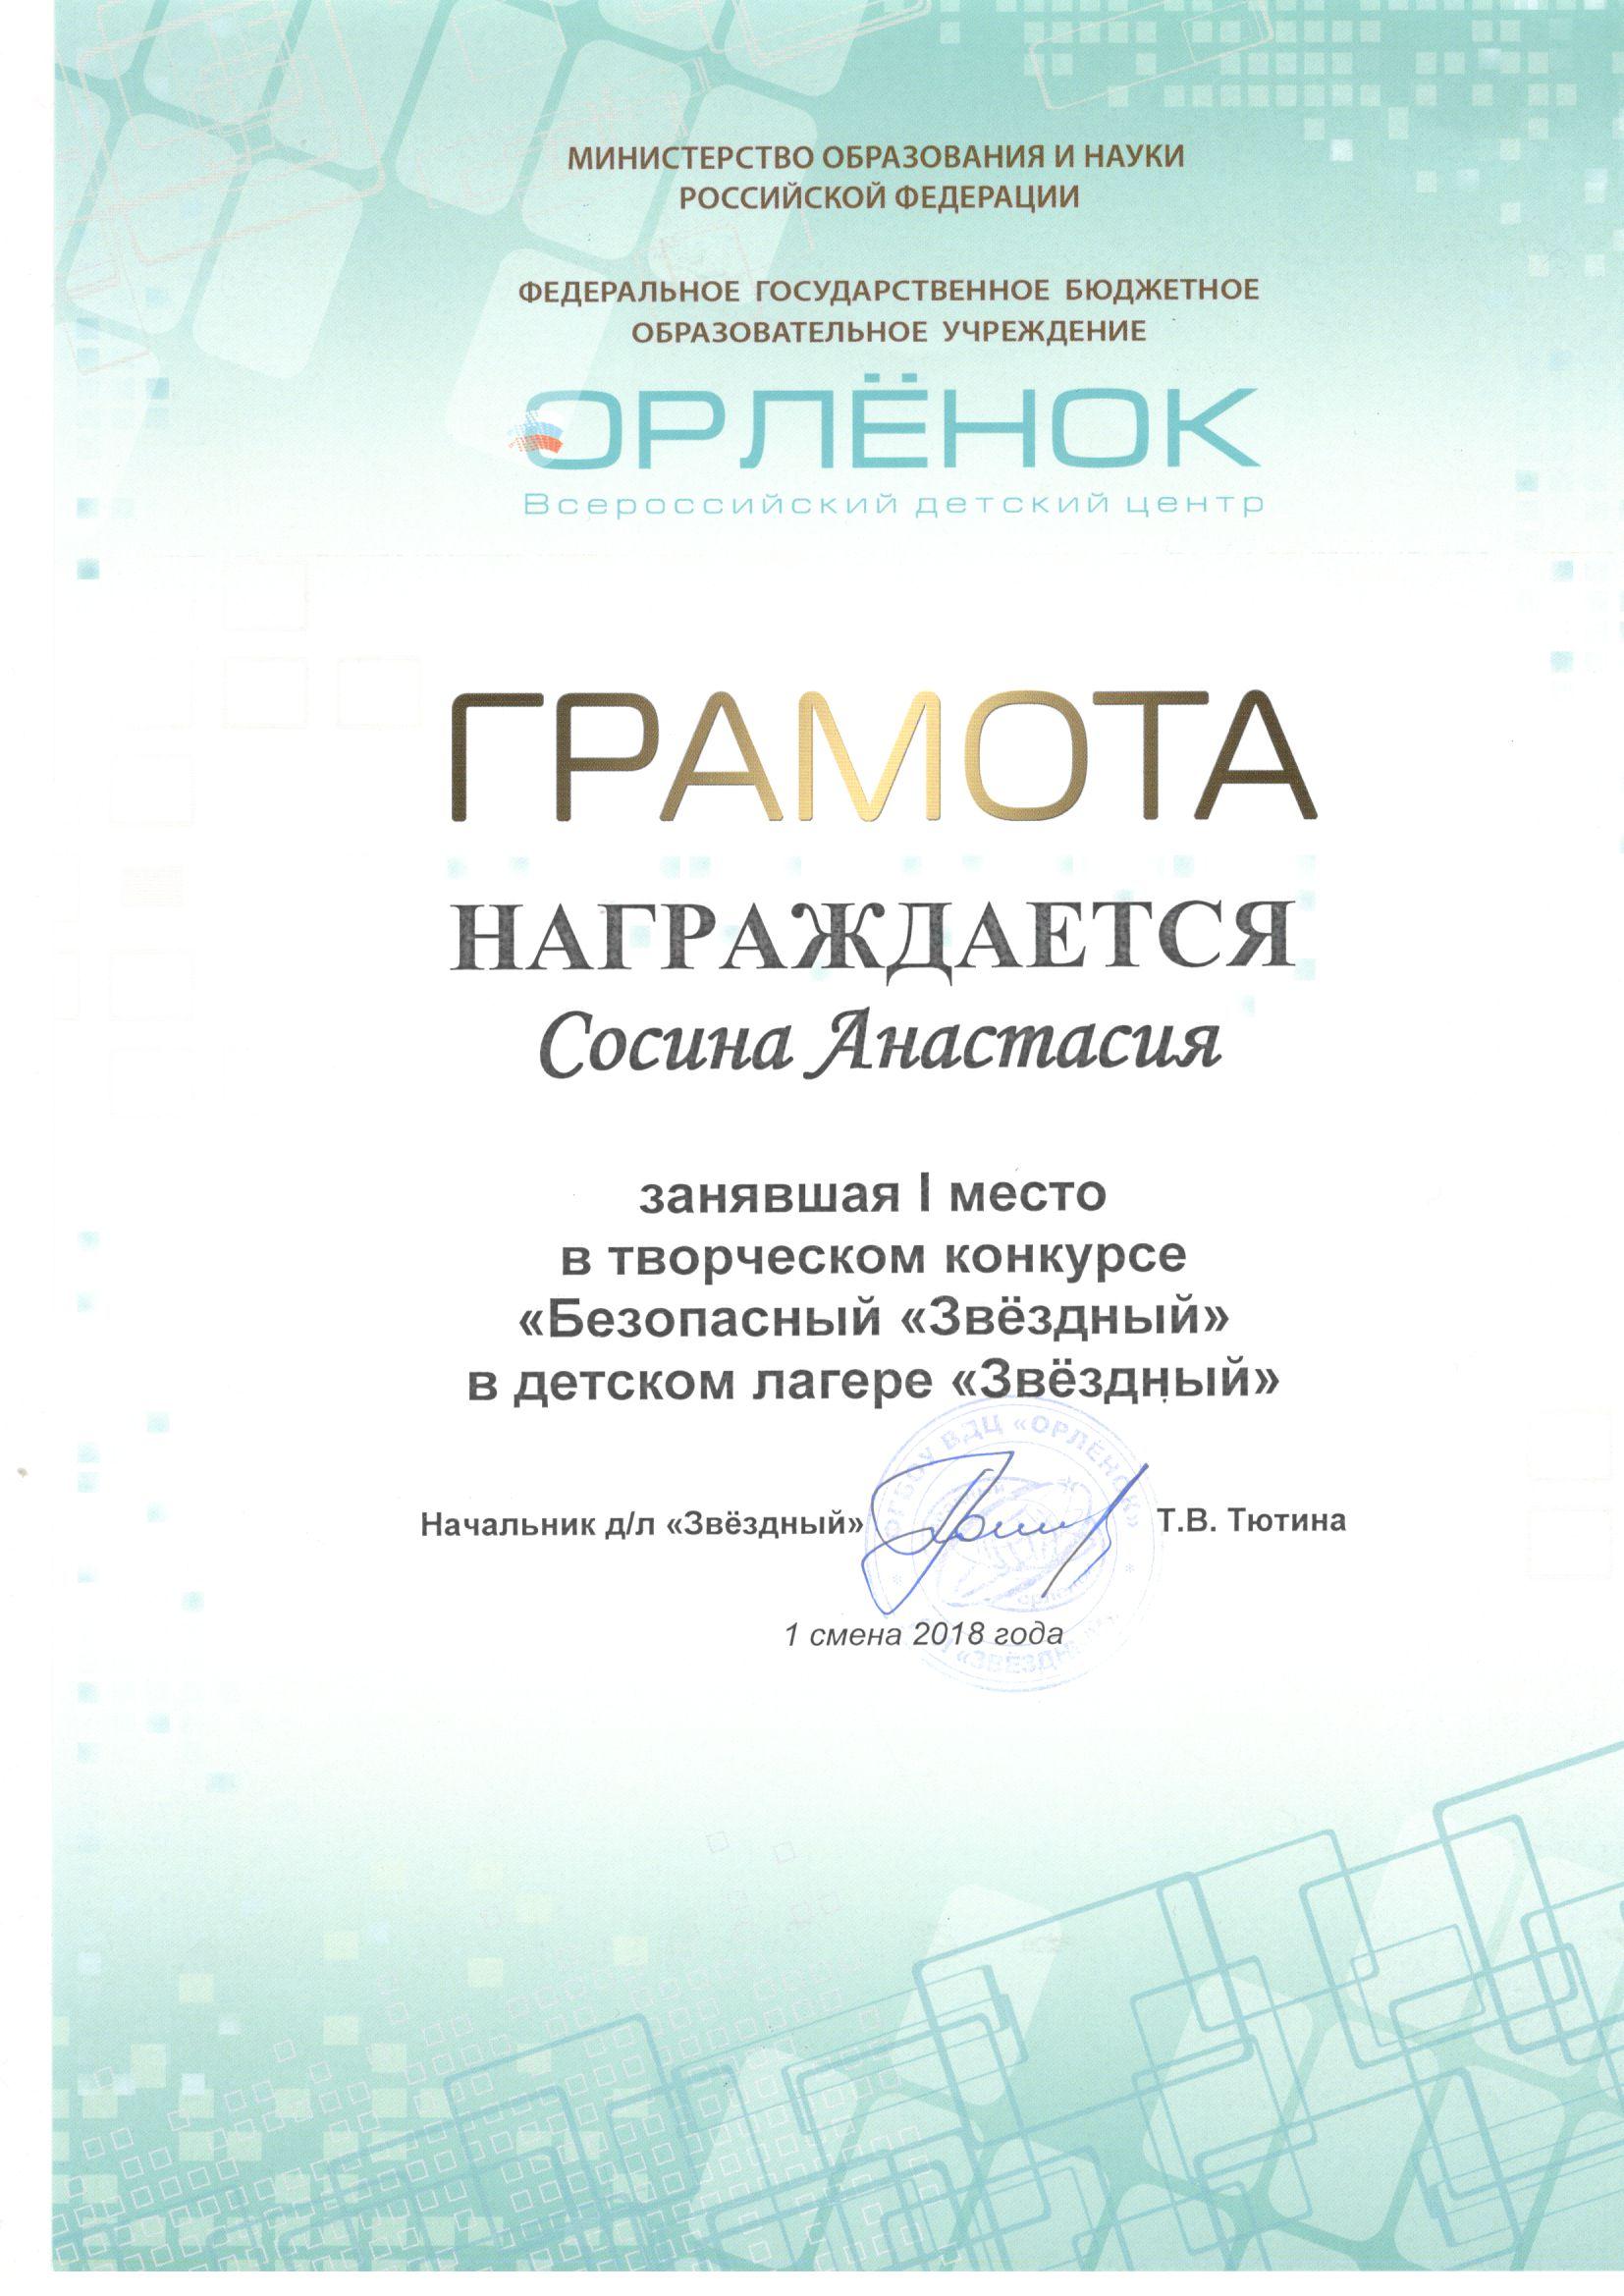 МИНИСТЕРСТВО ОБРАЗОВАНИЯ И НАУКИ
РОССИЙСКОЙ ФЕДЕРАЦИИ
ФЕДЕРАЛЬНОЕ ГОСУДАРСТВЕННОЕ БЮДЖЕТНОЕ
ОБРАЗОВАТЕЛЬНОЕ УЧРЕЖДЕНИЕ
ОРЛЁНОК
Всероссийский детский центр
ГРАМОТА
НАГРАЖДАЕТСЯ
Сосина Анастасия
занявшая I место
в творческом конкурсе
«Безопасный «Звёздный»
в детском лагере «Звёздный»
ФГБОУ ВДЦ «ОРЛЁНОК»
Начальник д/л «Звёздный» Т.В. Тютина
1 смена 2018 года